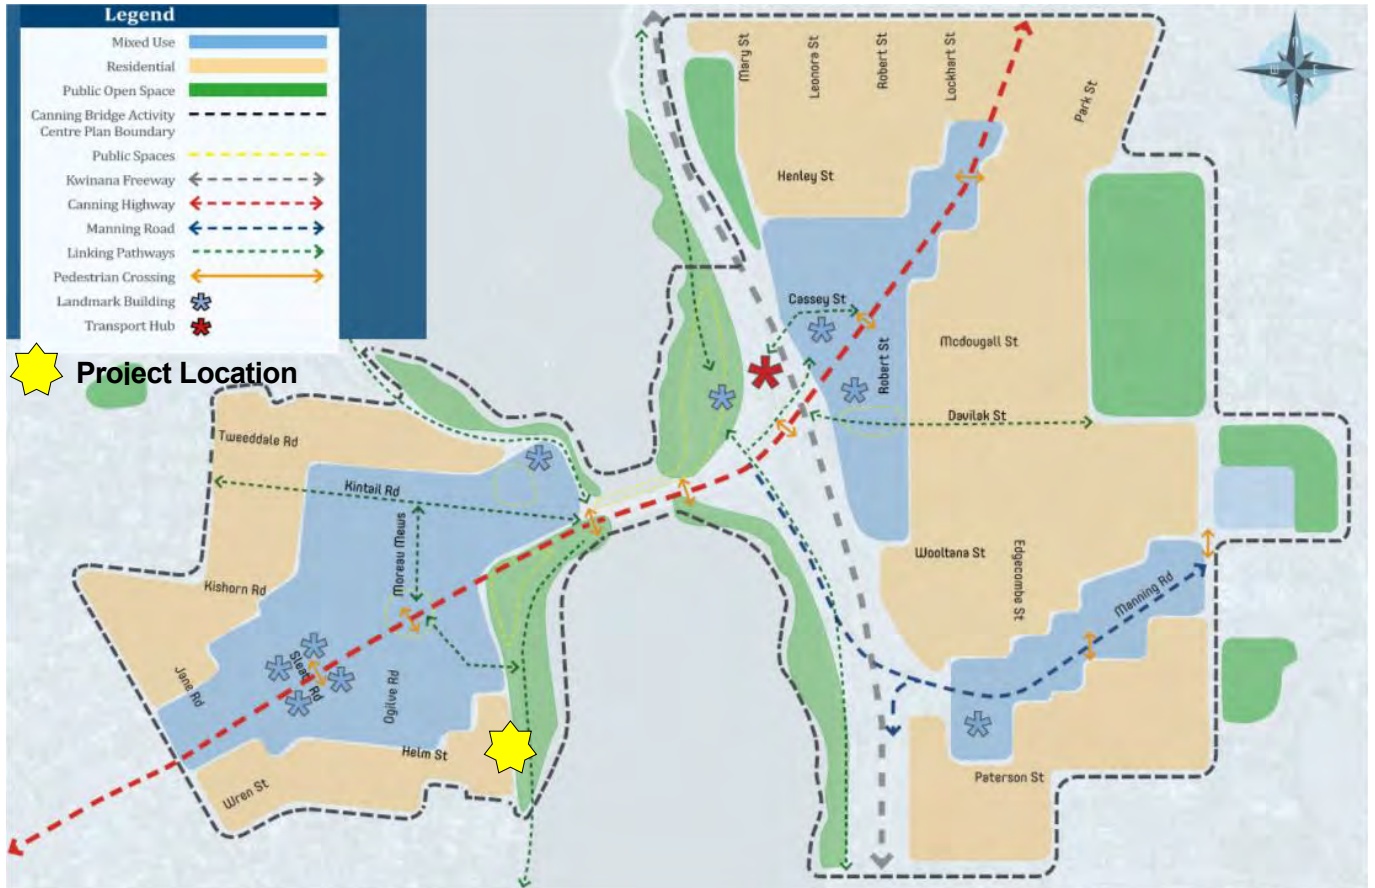 Legend
Mixed Use
Residential
Public Open Space
Canning Bridge Activity
Centre Plan Boundary
Public Spaces
Kwinana Freeway
Canning Highway
Manning Road
Linking Pathways
Pedestrian Crossing
Landmark Building
Transport Hub
Project Location
Mary St
Leonora St
Robert St
Lockhart St
Park St
Henley St
Cassey St
Robert St
Mcdougall St
Davilak St
Tweeddale Rd
Kintail Rd
Moreau Mews
Kishorn Rd
Wooltana St
Edgecombe St
Manning Rd
Jane Rd
Sleat Rd
Ogilve Rd
Helm St
Wren St
Paterson St